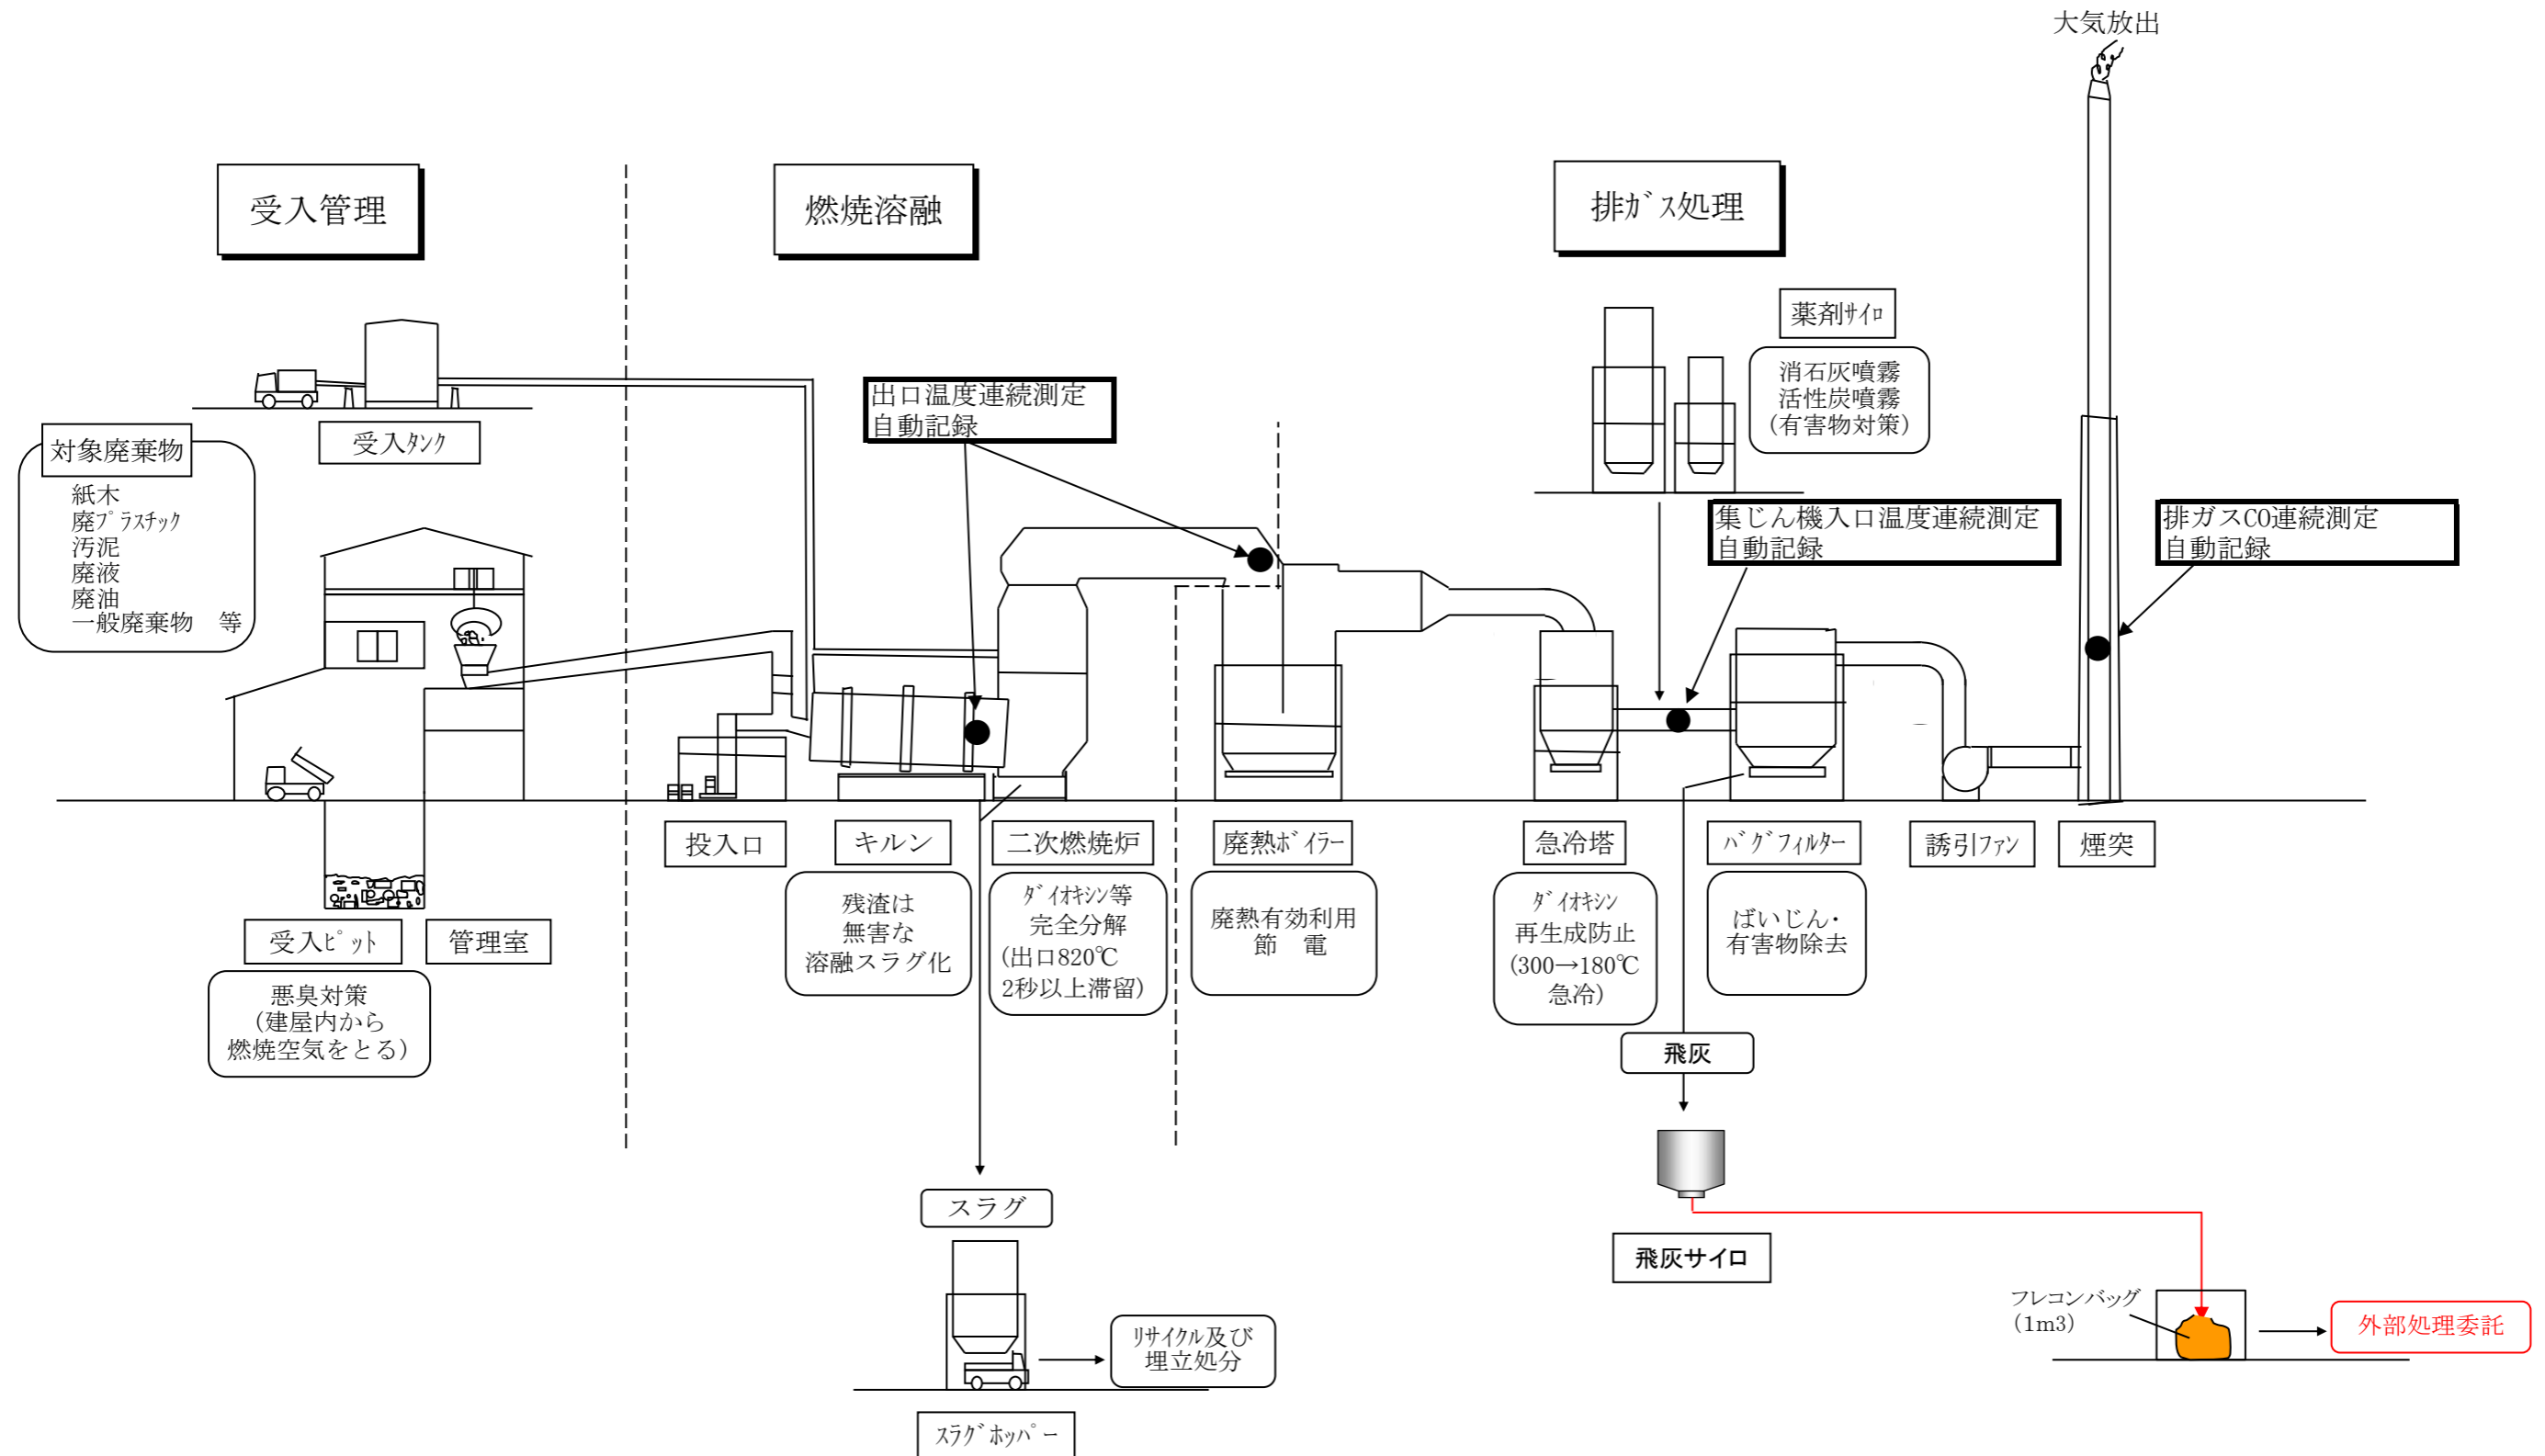 大気放出
受入管理
燃焼溶融
排ｶﾞｽ処理
薬剤ｻｲﾛ
消石灰噴霧
活性炭噴霧
(有害物対策)
出口温度連続測定
自動記録
受入ﾀﾝｸ
対象廃棄物
紙木
廃ﾌﾟﾗｽﾁｯｸ
汚泥
廃液
廃油
一般廃棄物　等
集じん機入口温度連続測定
自動記録
排ガスCO連続測定
自動記録
投入口
キルン
二次燃焼炉
廃熱ﾎﾞｲﾗｰ
急冷塔
ﾊﾞｸﾞﾌｨﾙﾀｰ
誘引ﾌｧﾝ
煙突
残渣は
無害な
溶融スラグ化
ﾀﾞｲｵｷｼﾝ等
完全分解
(出口820℃
2秒以上滞留)
廃熱有効利用
節　電
ﾀﾞｲｵｷｼﾝ
再生成防止
(300→180℃
急冷)
ばいじん・
有害物除去
受入ﾋﾟｯﾄ
管理室
悪臭対策
(建屋内から
燃焼空気をとる)
飛灰
スラグ
飛灰サイロ
フレコンバッグ
(1m3)
外部処理委託
ﾘｻｲｸﾙ及び
埋立処分
ｽﾗｸﾞﾎｯﾊﾟｰ